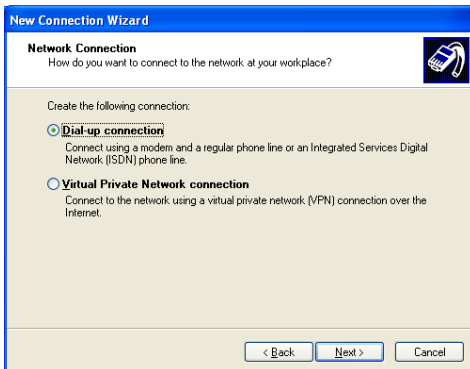 New Connection Wizard
Network Connection
How do you want to connect to the network at your workplace?
Create the following connection:
Dial-up connection
Connect using a modem and a regular phone line or an Integrated Services Digital
Network (ISDN) phone line.
Virtual Private Network connection
Connect to the network using a virtual private network (VPN) connection over the
Internet.
< Back
Next >
Cancel